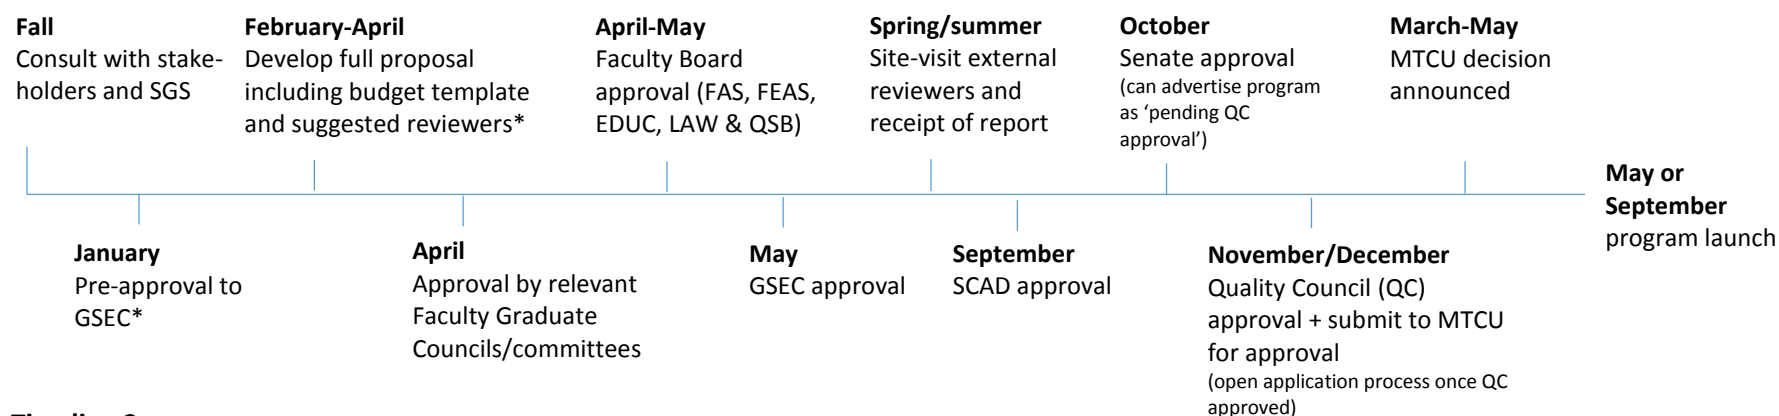 Fall
Consult with stake-
holders and SGS
February-April
Develop full proposal
including budget template
and suggested reviewers*
April-May
Faculty Board
approval (FAS, FEAS,
EDUC, LAW & QSB)
Spring/summer
Site-visit external
reviewers and
receipt of report
October
Senate approval
(can advertise program
as ‘pending QC
approval’)
March-May
MTCU decision
announced
May or
September
program launch
January
Pre-approval to
GSEC*
April
Approval by relevant
Faculty Graduate
Councils/committees
May
GSEC approval
September
SCAD approval
November/December
Quality Council (QC)
approval + submit to MTCU
for approval
(open application process once QC
approved)